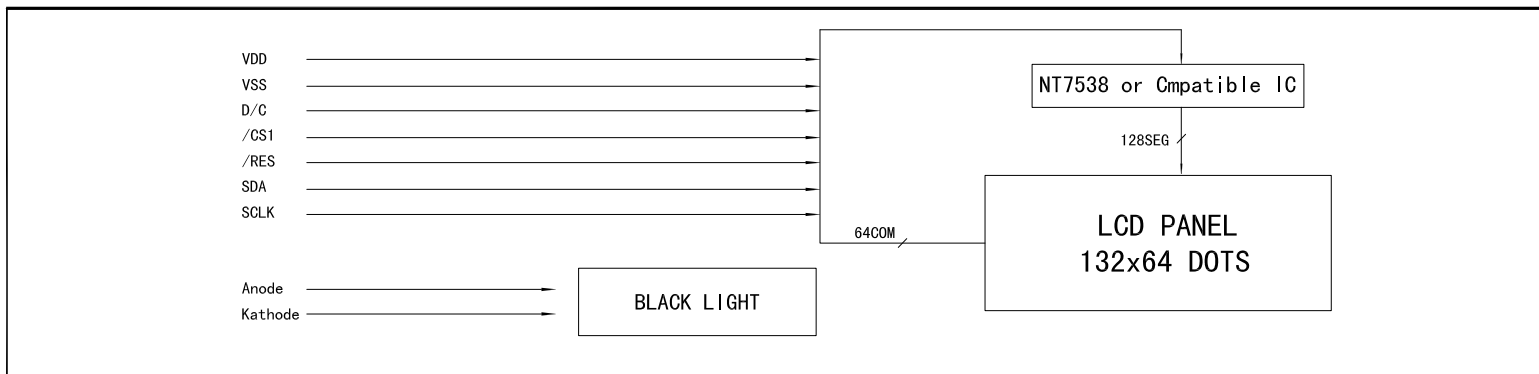 VDD
VSS
D/C
/CS1
/RES
SDA
SCLK
NT7538 or Cmpatible IC
128SEG
64COM
LCD PANEL
132x64 DOTS
Anode
Kathode
BLACK LIGHT